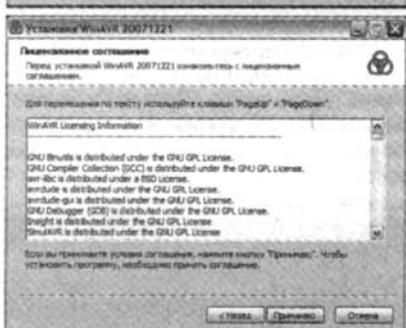 Установка WinAVR 20071221
Лицензионное соглашение
Перед установкой WinAVR 20071221 ознакомьтесь с лицензионным
соглашением.
Для перемещения по тексту используйте клавиши "PageUp" и "PageDown".
WinAVR Licensing Information
GNU Binutils is distributed under the GNU GPL License.
GNU Compiler Collection (GCC) is distributed under the GNU GPL License.
avr-libc is distributed under a BSD License.
avrdude is distributed under the GNU GPL License.
avrdude-gui is distributed under the GNU GPL License.
GNU Debugger (GDB) is distributed under the GNU GPL License.
Insight is distributed under the GNU GPL License.
SimulAVR is distributed under the GNU GPL License
Если вы принимаете условия соглашения, нажмите кнопку "Принимаю". Чтобы
установить программу, необходимо принять соглашение.
< Назад
Принимаю
Отмена